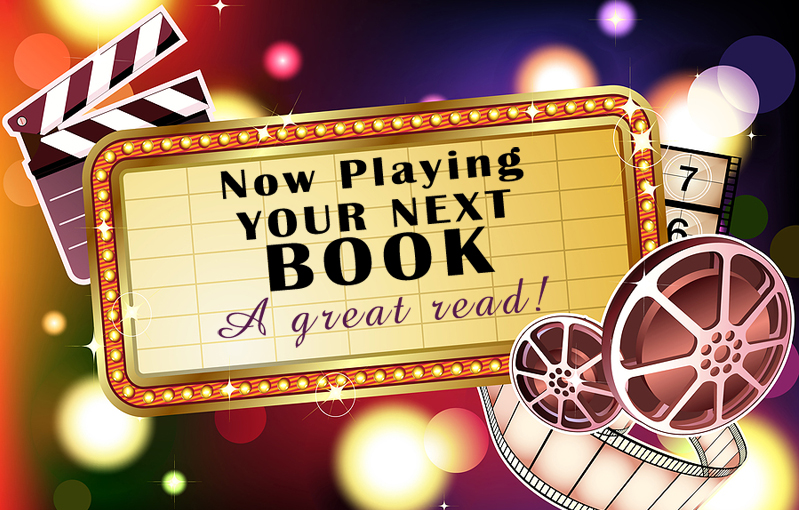 Now Playing
YOUR NEXT
BOOK
A great read!
7
6